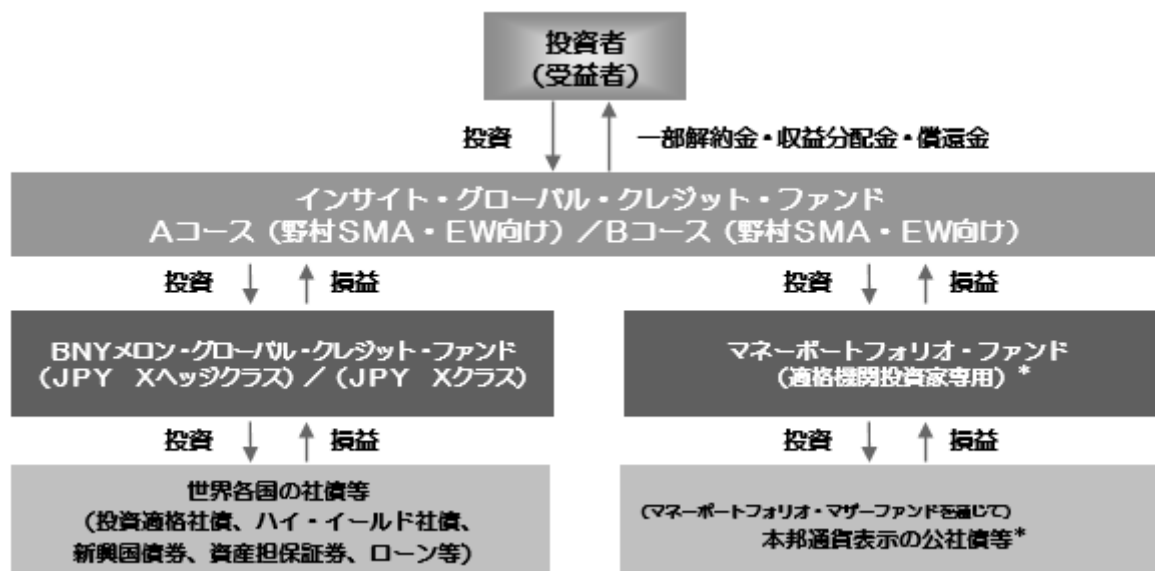 投資者
(受益者)
投資
一部解約金・収益分配金・償還金
インサイト・グローバル・クレジット・ファンド
Aコース(野村SMA・EW向け)/Bコース(野村SMA・EW向け)
投資 損益 投資 損益
BNYメロン・グローバル・クレジット・ファンド
(JPY Xヘッジクラス)/(JPY Xクラス)
マネーポートフォリオ・ファンド
(適格機関投資家専用)*
投資 損益 投資 損益
世界各国の社債等
(投資適格社債、ハイ・イールド社債、
新興国債券、資産担保証券、ローン等)
(マネーポートフォリオ・マザーファンドを通じて)
本邦通貨表示の公社債等*